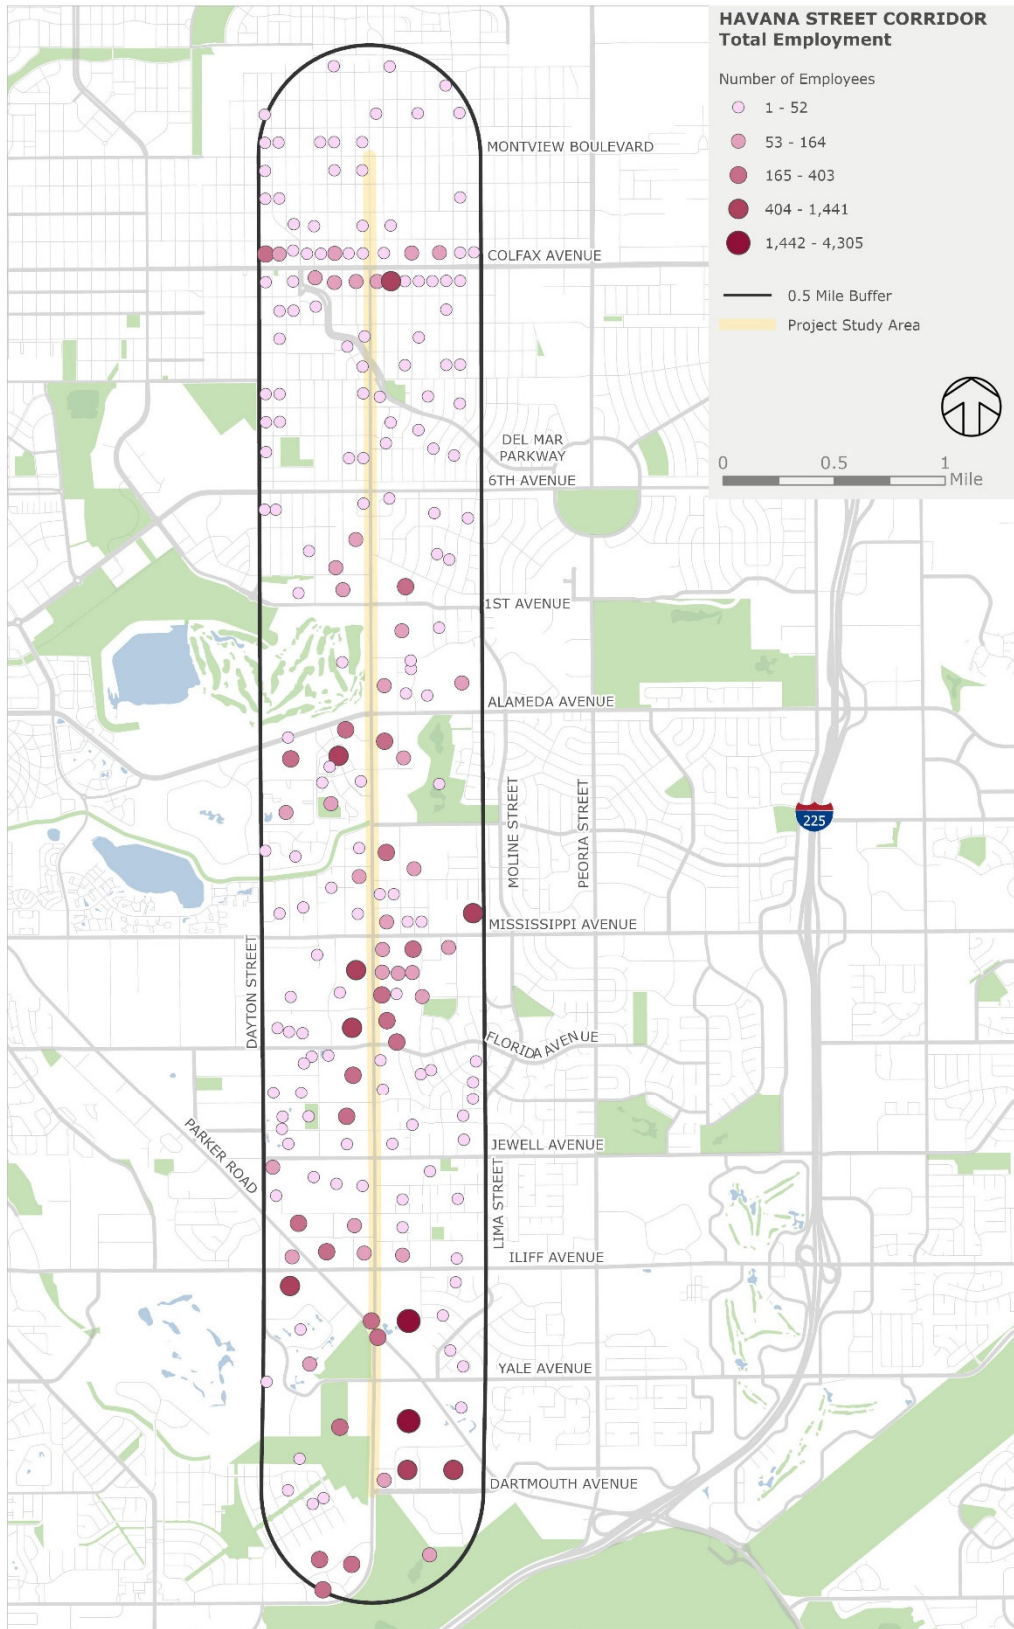 HAVANA STREET CORRIDOR
Total Employment
Number of Employees
1 - 52
53 - 164
165 - 403
404 - 1,441
1,442 - 4,305
0.5 Mile Buffer
Project Study Area
0 0.5 1
Mile
MONTVIEW BOULEVARD
COLFAX AVENUE
DEL MAR
PARKWAY
6TH AVENUE
1ST AVENUE
ALAMEDA AVENUE
MOLINE STREET
PEORIA STREET
225
MISSISSIPPI AVENUE
DAYTON STREET
FLORIDA AVENUE
PARKER ROAD
JEWELL AVENUE
LIMA STREET
ILIFF AVENUE
YALE AVENUE
DARTMOUTH AVENUE